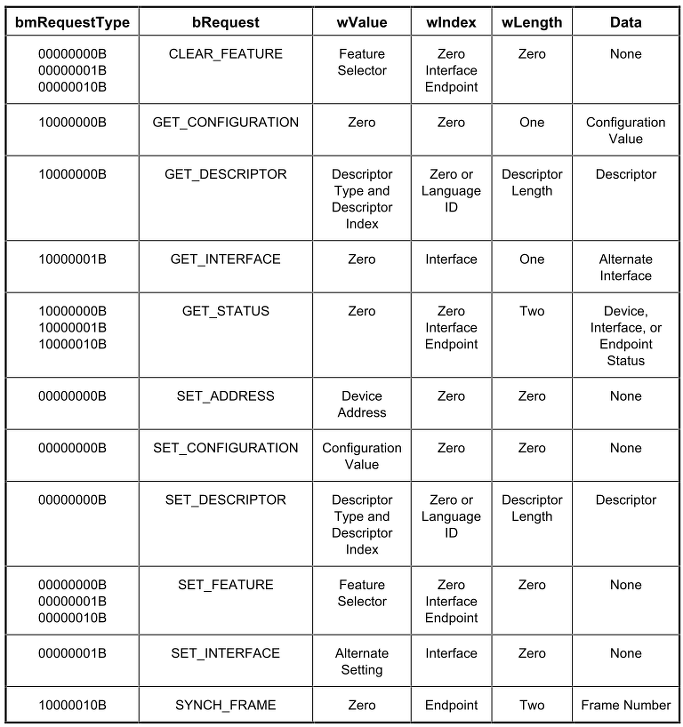 bmRequestType bRequest wValue wIndex wLength Data
00000000B CLEAR_FEATURE Feature Zero Zero None
00000001B Selector Interface
00000010B Endpoint
10000000B GET_CONFIGURATION Zero Zero One Configuration
Value
10000000B GET_DESCRIPTOR Descriptor Zero or Descriptor Descriptor
Type and Language Length
Descriptor ID
Index
10000001B GET_INTERFACE Zero Interface One Alternate
Interface
10000000B GET_STATUS Zero Zero Two Device,
10000001B Interface Interface, or
10000010B Endpoint Endpoint
Status
00000000B SET_ADDRESS Device Zero Zero None
Address
00000000B SET_CONFIGURATION Configuration Zero Zero None
Value
00000000B SET_DESCRIPTOR Descriptor Zero or Descriptor Descriptor
Type and Language Length
Descriptor ID
Index
00000000B SET_FEATURE Feature Zero Zero None
00000001B Selector Interface
00000010B Endpoint
00000001B SET_INTERFACE Alternate Interface Zero None
Setting
10000010B SYNCH_FRAME Zero Endpoint Two Frame Number